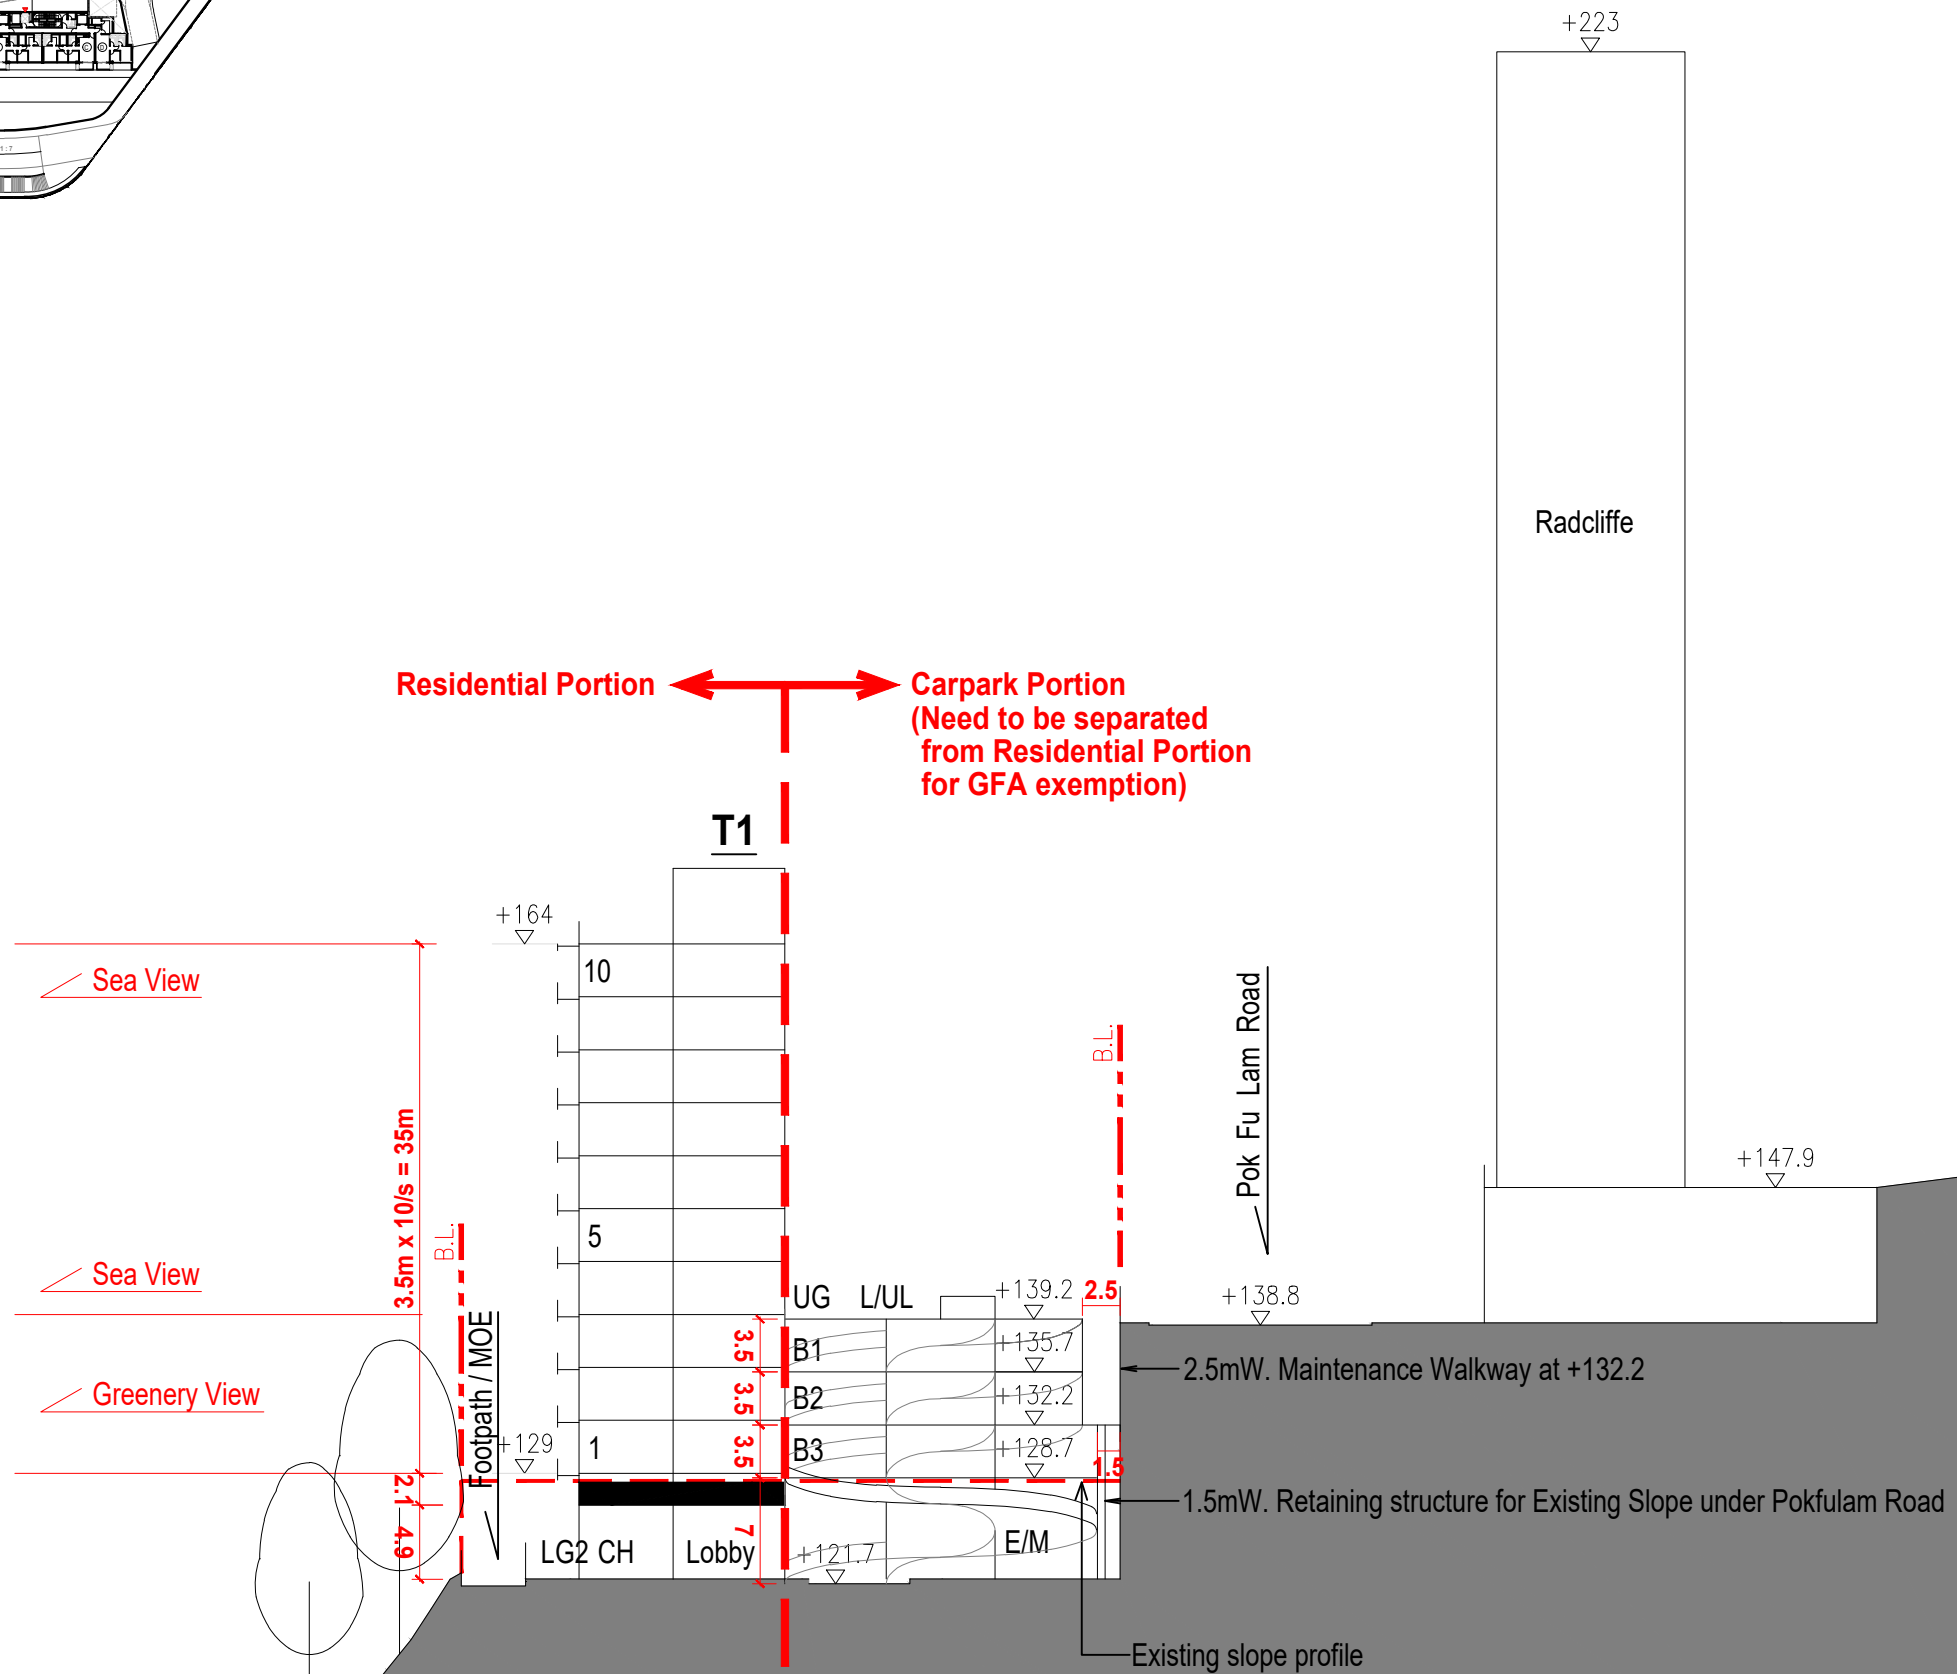 1:7
+223
Radcliffe
Residential Portion
Carpark Portion
(Need to be separated
from Residential Portion
for GFA exemption)
T1
+164
Sea View
10
3.5m x 10/s = 35m
B.L.
B.L.
Pok Fu Lam Road
+147.9
5
Sea View
UG
L/UL
+139.2
2.5
+138.8
Footpath / MOE
3.5
B1
+135.7
2.5mW. Maintenance Walkway at +132.2
Greenery View
3.5
B2
+132.2
+129
1
3.5
B3
+128.7
1.5
2.1
1.5mW. Retaining structure for Existing Slope under Pokfulam Road
4.9
LG2 CH
Lobby
7
+121.7
E/M
Existing slope profile